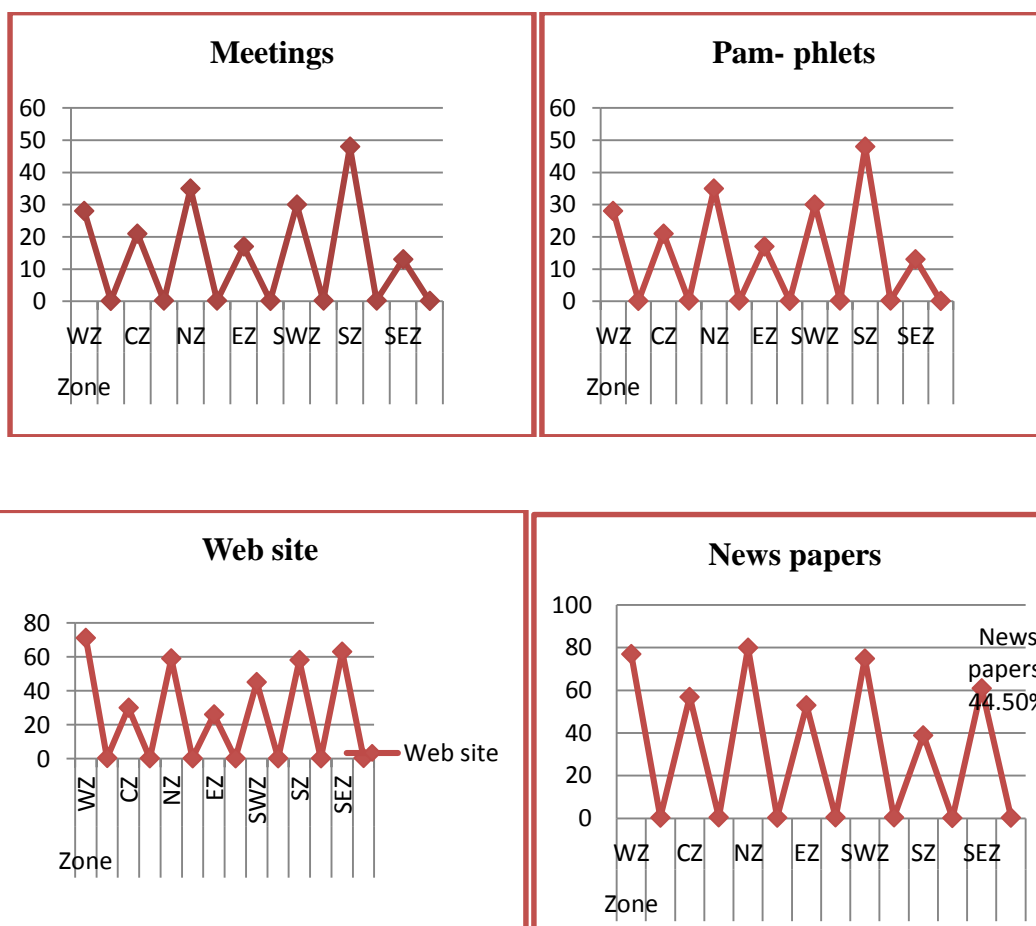 Meetings
60
50
40
30
20
10
0
WZ CZ NZ EZ SWZ SZ SEZ
Zone
Pam- phlets
60
50
40
30
20
10
0
WZ CZ NZ EZ SWZ SZ SEZ
Zone
Web site
80
60
40
20
0
WZ CZ NZ EZ SWZ SZ SEZ
Zone
Web site
News papers
100
80
60
40
20
0
WZ CZ NZ EZ SWZ SZ SEZ
Zone
News
papers
44.50%